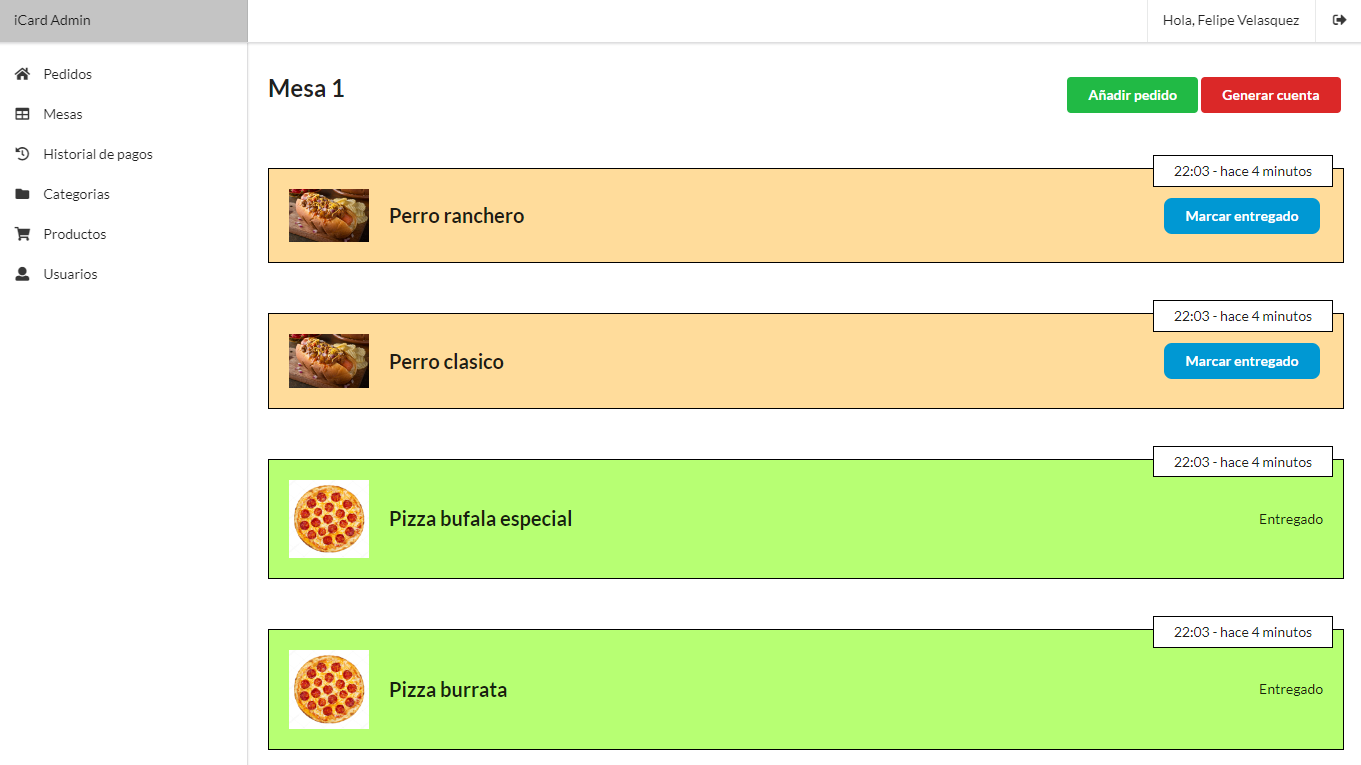 iCard Admin
Hola, Felipe Velasquez
Pedidos
Mesas
Historial de pagos
Categorias
Productos
Usuarios
Mesa 1
Añadir pedido
Generar cuenta
22:03 - hace 4 minutos
Perro ranchero
Marcar entregado
22:03 - hace 4 minutos
Perro clasico
Marcar entregado
22:03 - hace 4 minutos
Pizza bufala especial
Entregado
22:03 - hace 4 minutos
Pizza burrata
Entregado